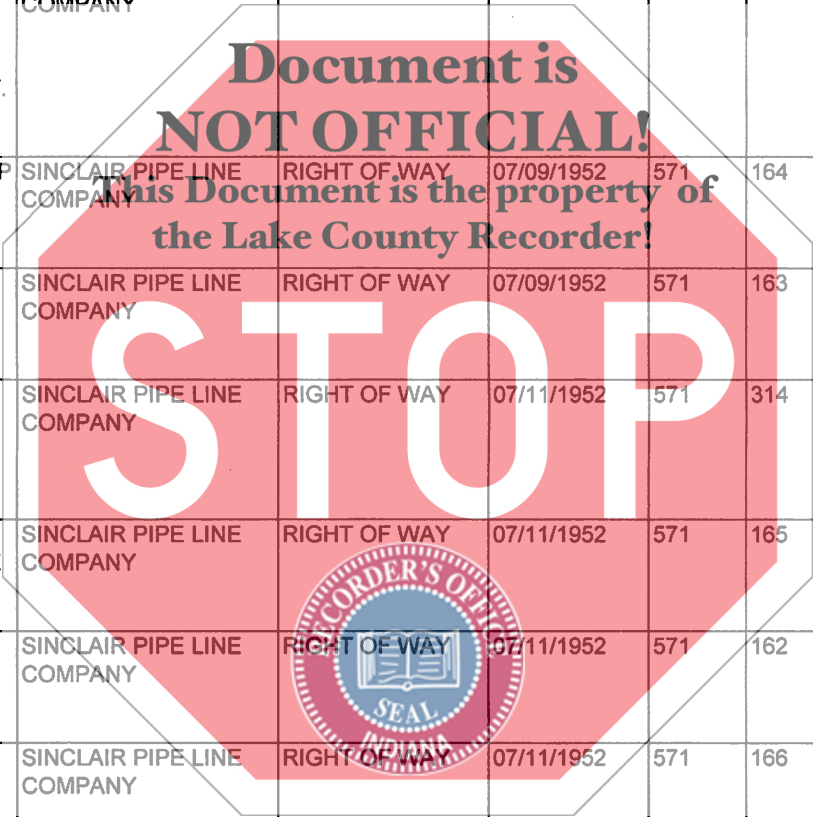 COMPANY
Document is
NOT OFFICIAL!
P SINCLAIR PIPE LINE RIGHT OF WAY 07/09/1952 571 164
COMPANY
This Document is the property of
the Lake County Recorder!
SINCLAIR PIPE LINE RIGHT OF WAY 07/09/1952 571 163
COMPANY
STOP
SINCLAIR PIPE LINE RIGHT OF WAY 07/11/1952 571 314
COMPANY
SINCLAIR PIPE LINE RIGHT OF WAY 07/11/1952 571 165
COMPANY
RECORDER'S OFFICE
SINCLAIR PIPE LINE RIGHT OF WAY 07/11/1952 571 162
COMPANY
SEAL
INDIANA
SINCLAIR PIPE LINE RIGHT OF WAY 07/11/1952 571 166
COMPANY